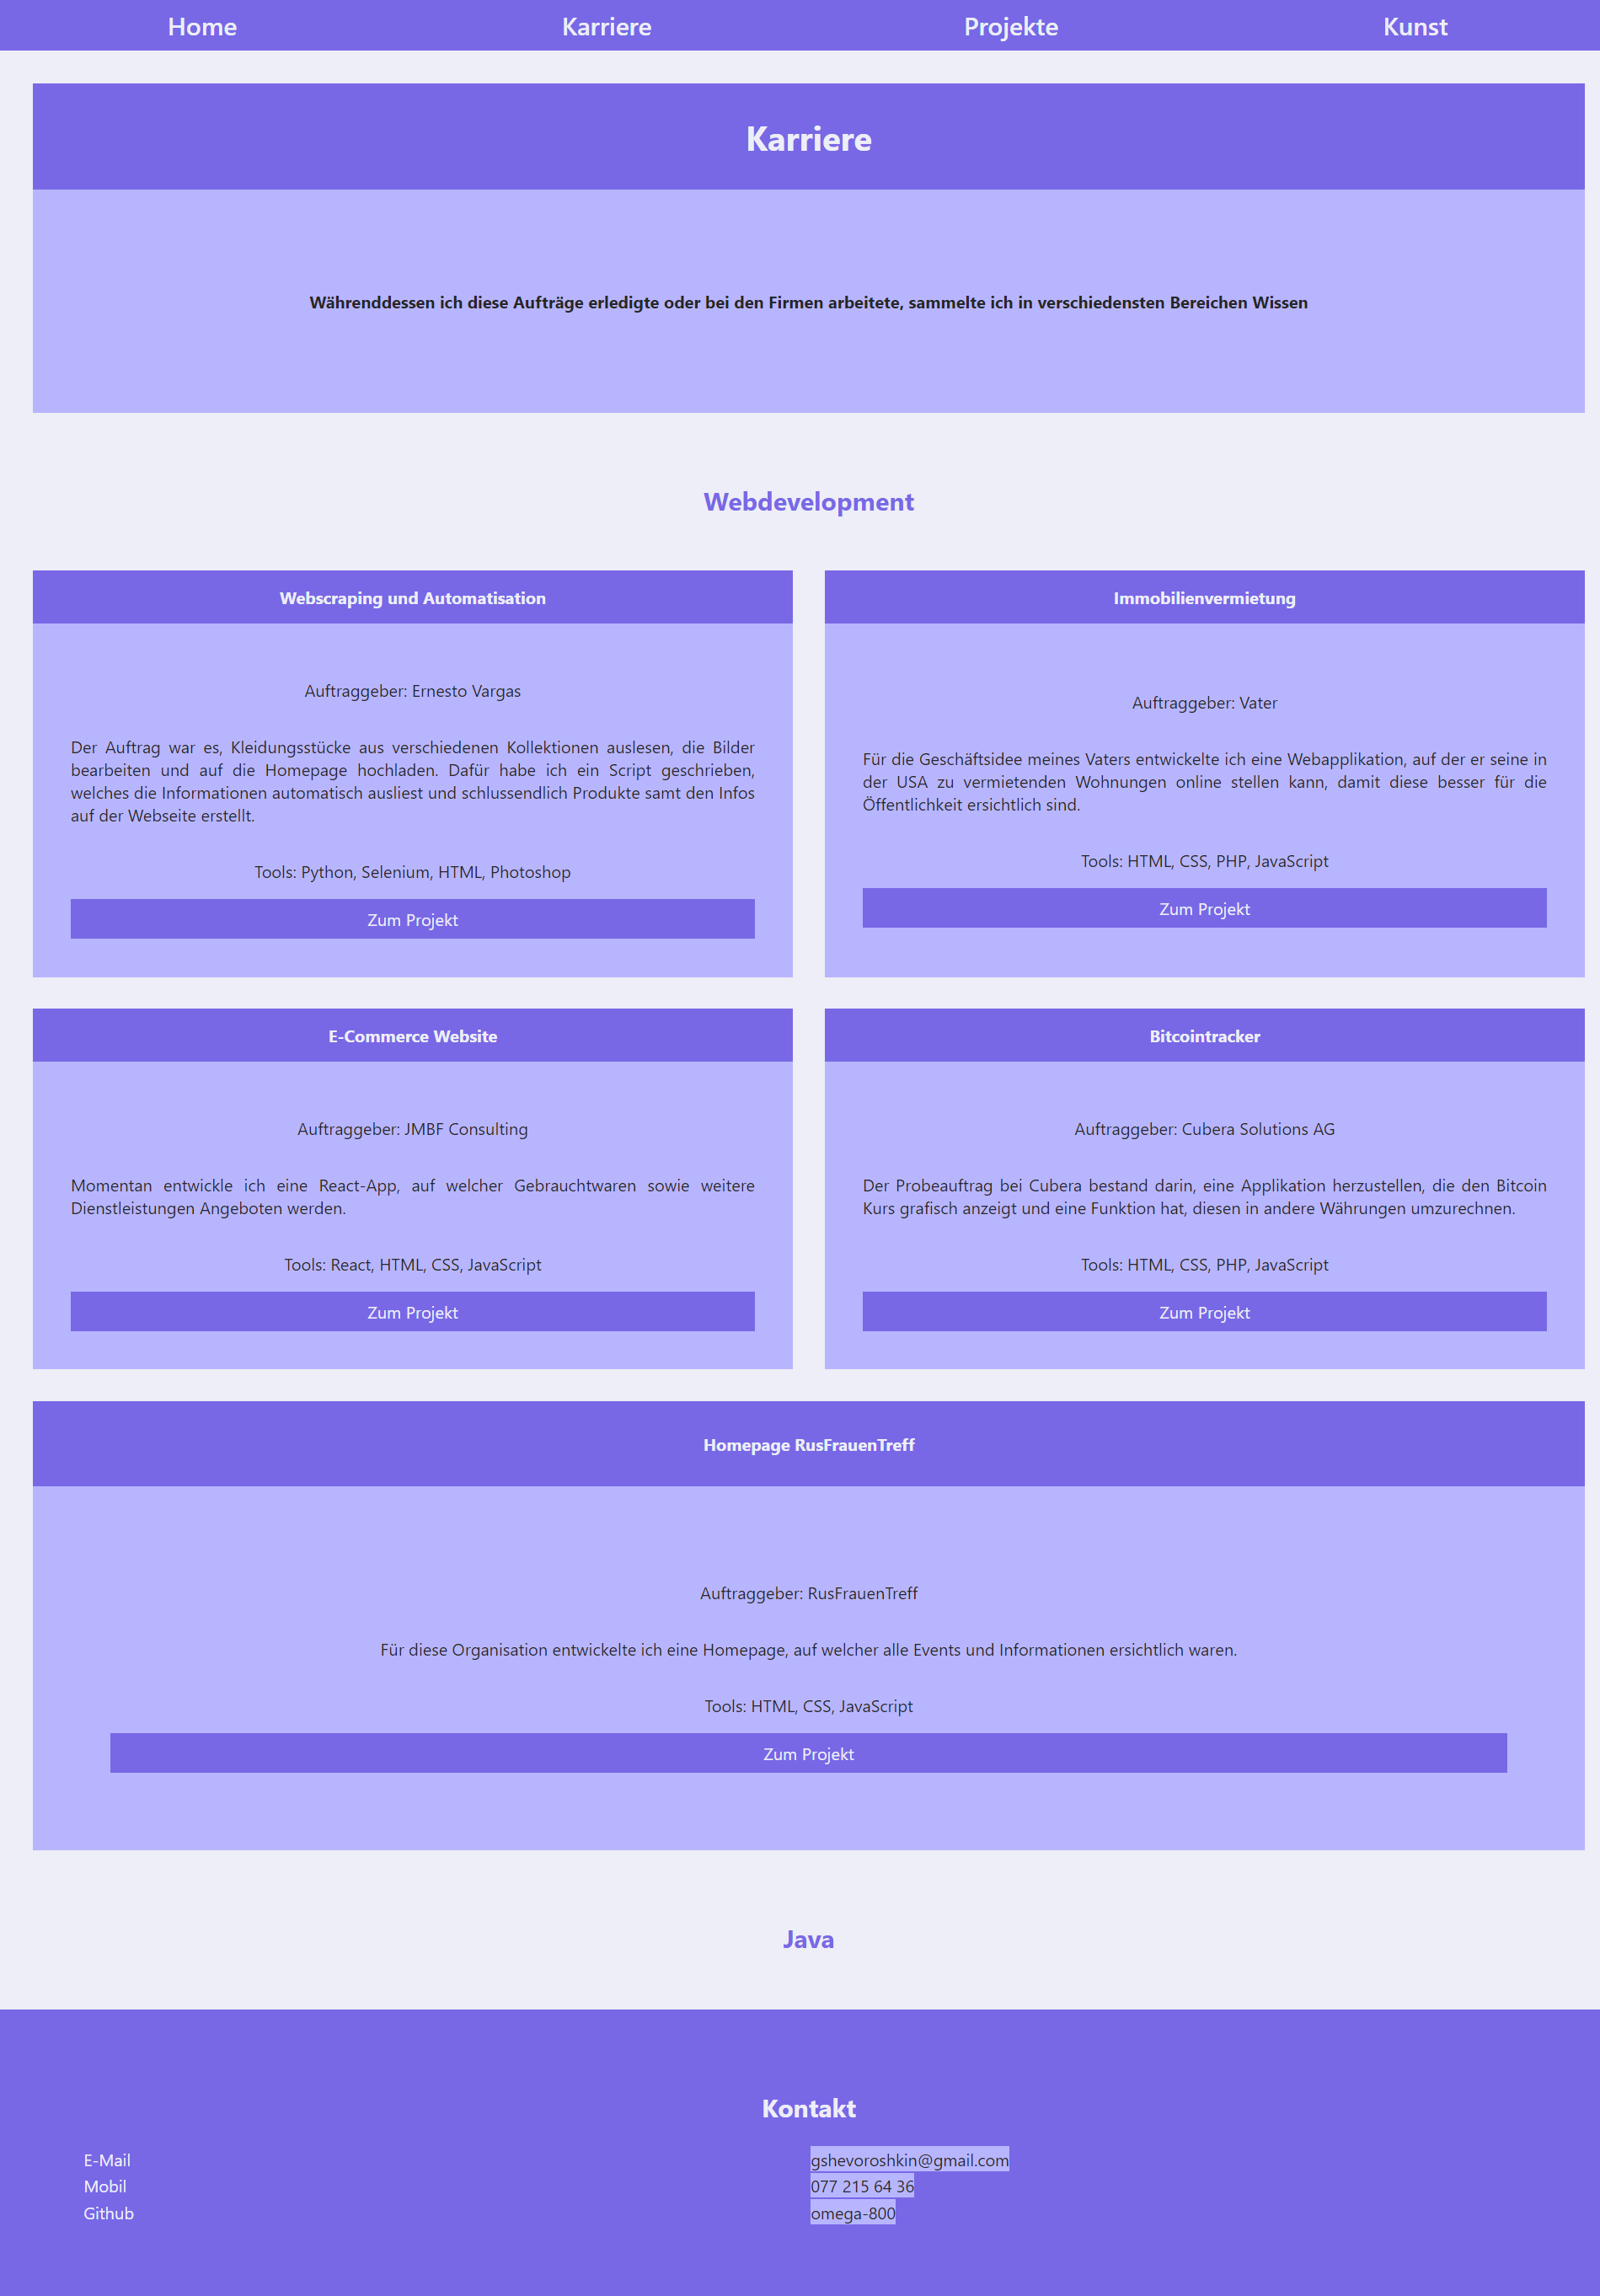 Home Karriere Projekte Kunst
Karriere
Währenddessen ich diese Aufträge erledigte oder bei den Firmen arbeitete, sammelte ich in verschiedensten Bereichen Wissen
Webdevelopment
Webscraping und Automatisation
Auftraggeber: Ernesto Vargas
Der Auftrag war es, Kleidungsstücke aus verschiedenen Kollektionen auslesen, die Bilder
bearbeiten und auf die Homepage hochladen. Dafür habe ich ein Script geschrieben,
welches die Informationen automatisch ausliest und schlussendlich Produkte samt den Infos
auf der Webseite erstellt.
Tools: Python, Selenium, HTML, Photoshop
Zum Projekt
Immobilienvermietung
Auftraggeber: Vater
Für die Geschäftsidee meines Vaters entwickelte ich eine Webapplikation, auf der er seine in
der USA zu vermietenden Wohnungen online stellen kann, damit diese besser für die
Öffentlichkeit ersichtlich sind.
Tools: HTML, CSS, PHP, JavaScript
Zum Projekt
E-Commerce Website
Auftraggeber: JMBF Consulting
Momentan entwickle ich eine React-App, auf welcher Gebrauchtwaren sowie weitere
Dienstleistungen Angeboten werden.
Tools: React, HTML, CSS, JavaScript
Zum Projekt
Bitcointracker
Auftraggeber: Cubera Solutions AG
Der Probeauftrag bei Cubera bestand darin, eine Applikation herzustellen, die den Bitcoin
Kurs grafisch anzeigt und eine Funktion hat, diesen in andere Währungen umzurechnen.
Tools: HTML, CSS, PHP, JavaScript
Zum Projekt
Homepage RusFrauenTreff
Auftraggeber: RusFrauenTreff
Für diese Organisation entwickelte ich eine Homepage, auf welcher alle Events und Informationen ersichtlich waren.
Tools: HTML, CSS, JavaScript
Zum Projekt
Java
Kontakt
E-Mail gshevoroshkin@gmail.com
Mobil 077 215 64 36
Github omega-800